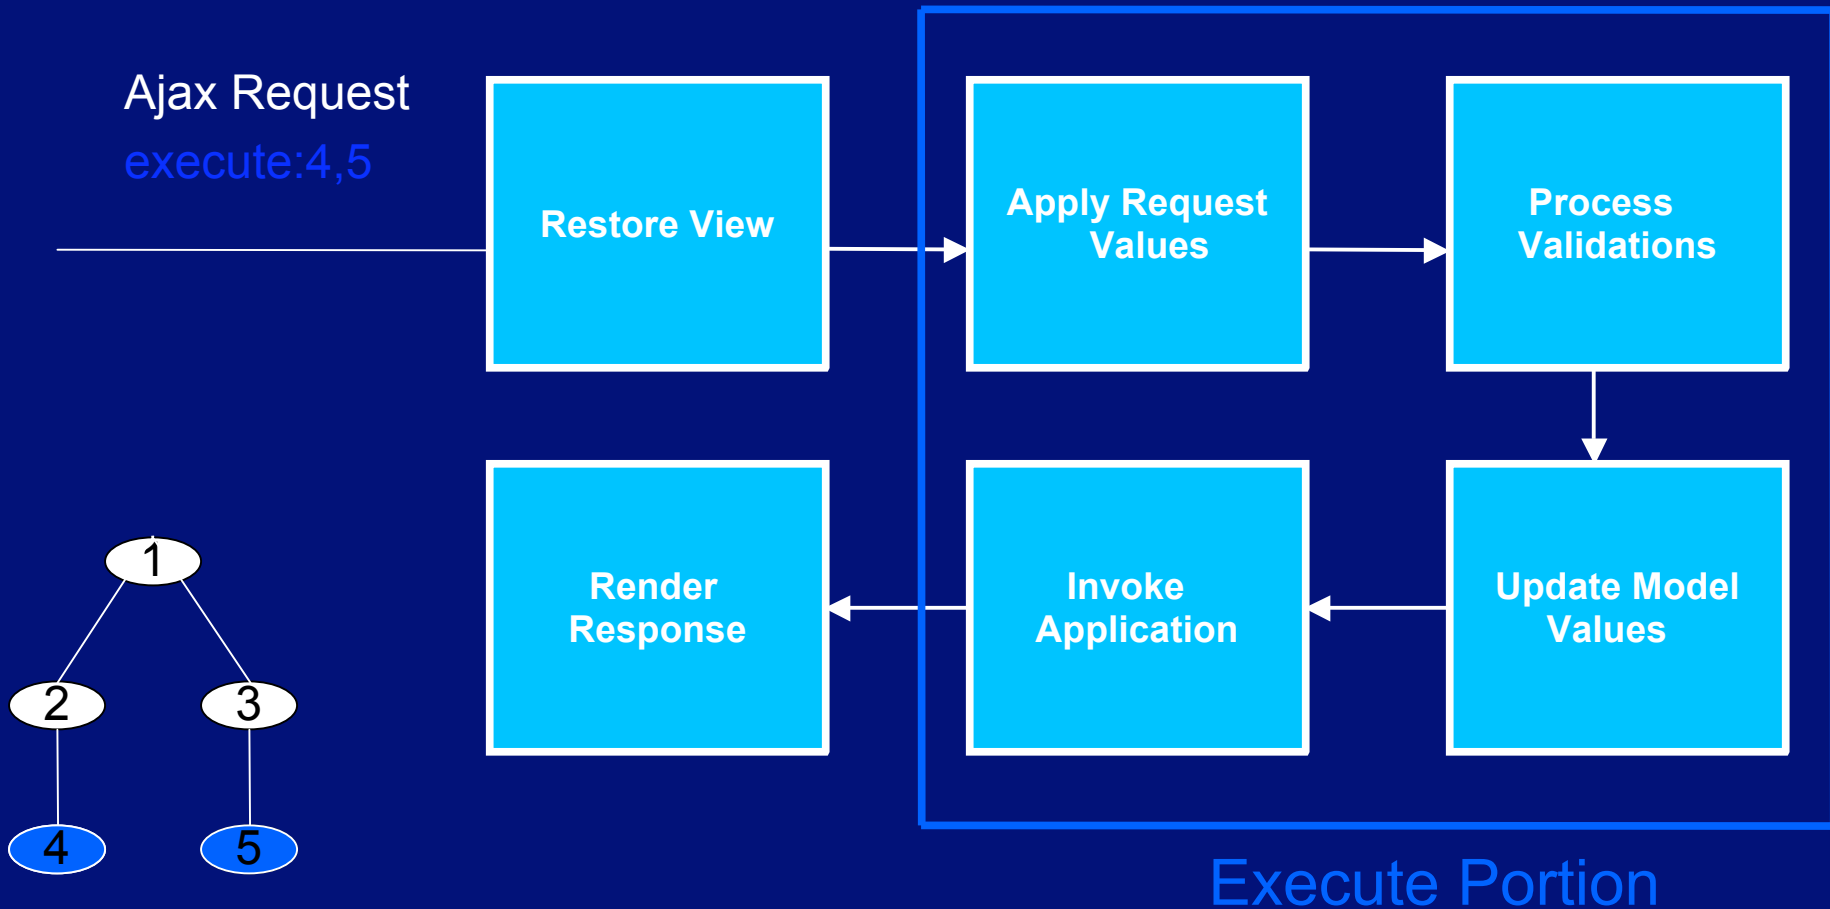 Ajax Request
execute:4,5
Restore View
Apply Request
Values
Process
Validations
Render
Response
Invoke
Application
Update Model
Values
1
2
3
4
5
Execute Portion